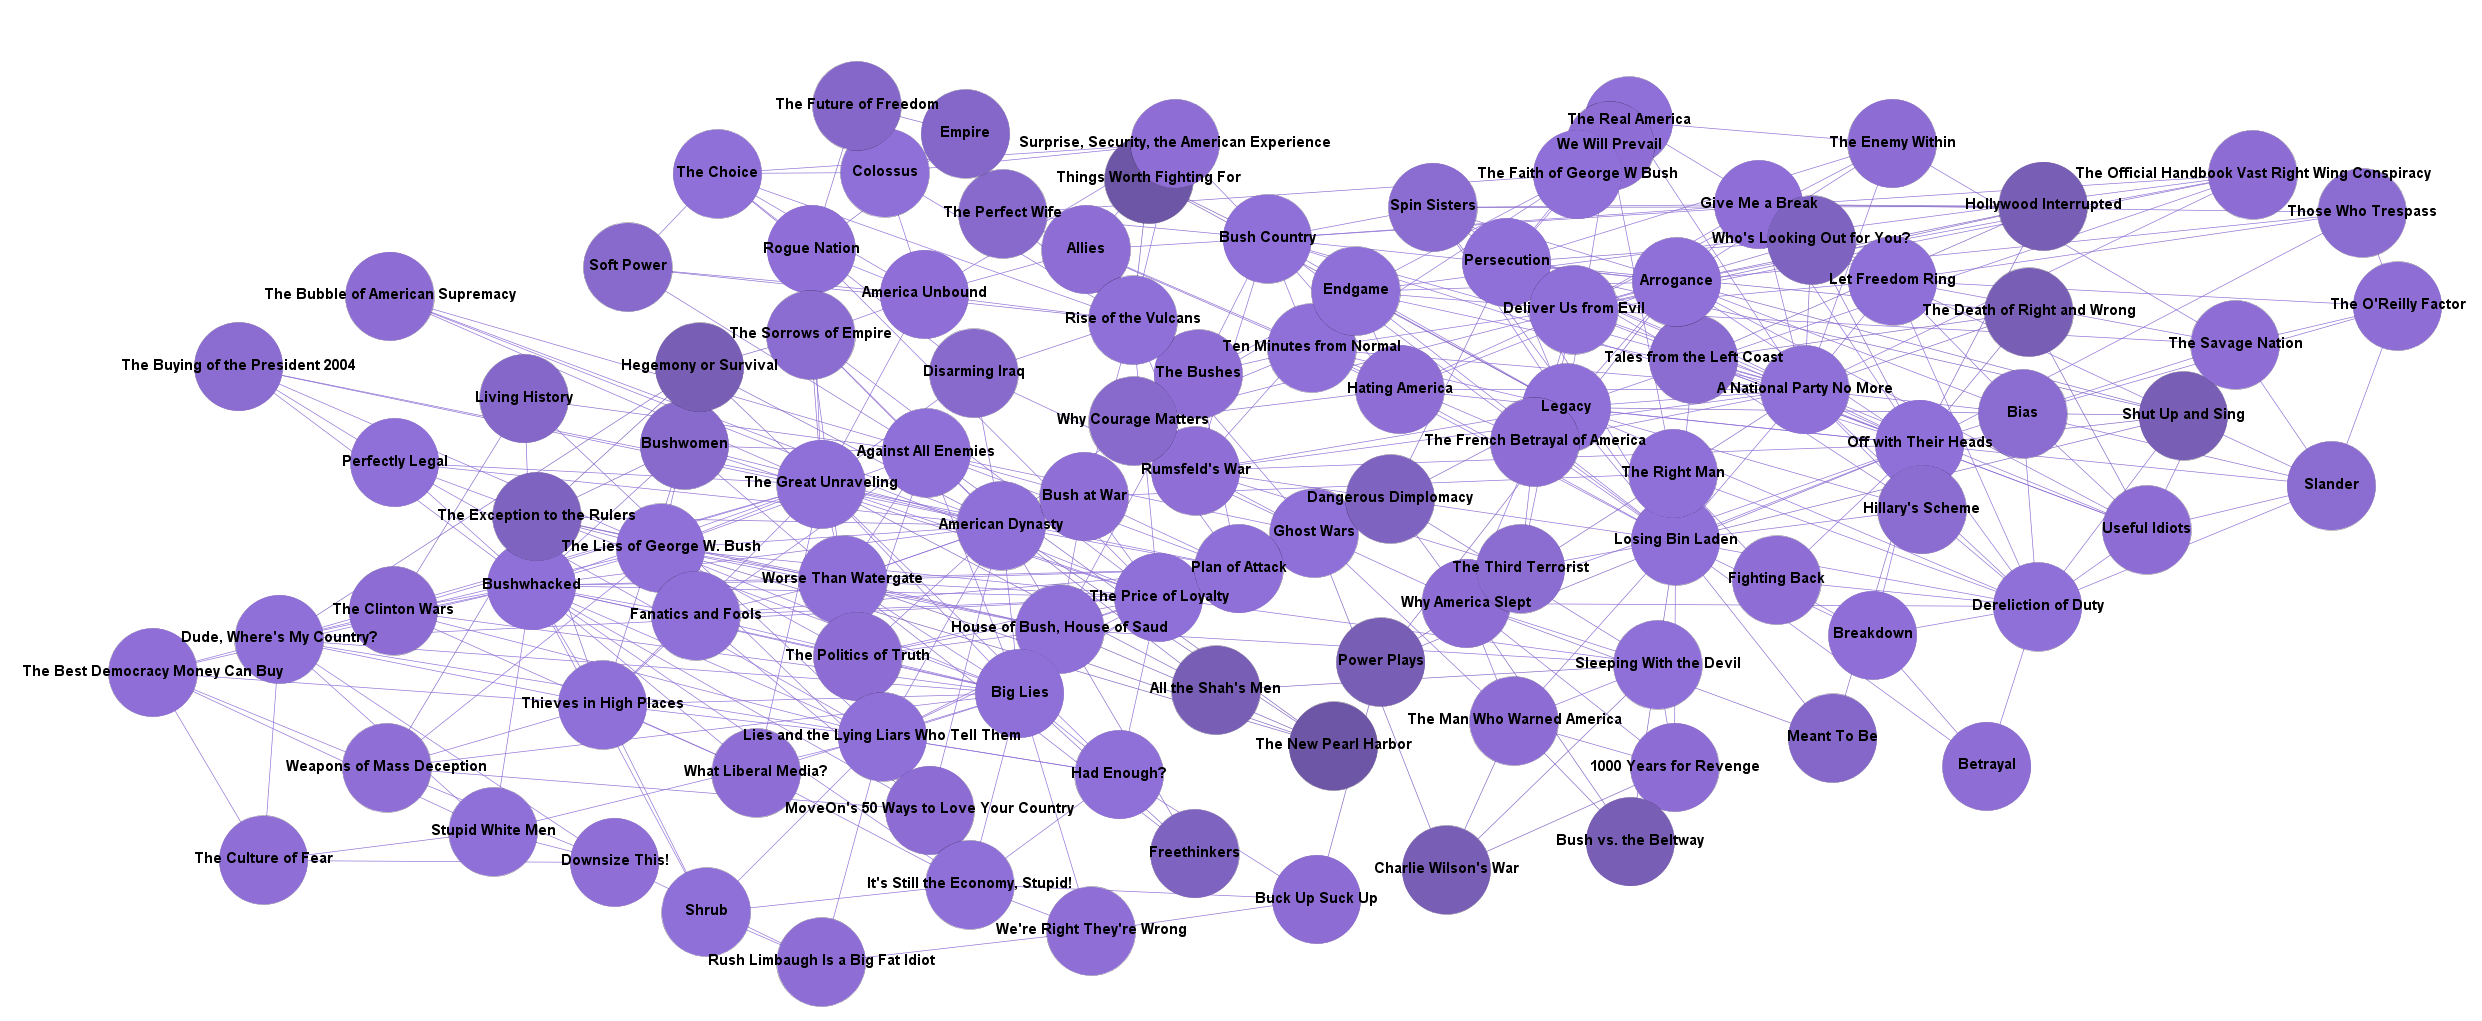 The Future of Freedom
Empire
The Real America
Surprise, Security, the American Experience
We Will Prevail
The Enemy Within
The Choice
Colossus
Things Worth Fighting For
The Faith of George W Bush
The Official Handbook Vast Right Wing Conspiracy
The Perfect Wife
Spin Sisters
Give Me a Break
Hollywood Interrupted
Those Who Trespass
Rogue Nation
Allies
Bush Country
Who's Looking Out for You?
Soft Power
Persecution
Arrogance
Let Freedom Ring
The Bubble of American Supremacy
America Unbound
Endgame
The O'Reilly Factor
Deliver Us from Evil
The Death of Right and Wrong
Rise of the Vulcans
The Sorrows of Empire
Ten Minutes from Normal
The Savage Nation
Tales from the Left Coast
The Buying of the President 2004
Hegemony or Survival
Disarming Iraq
The Bushes
Hating America
A National Party No More
Living History
Legacy
Bias
Shut Up and Sing
Why Courage Matters
Bushwomen
The French Betrayal of America
Off with Their Heads
Against All Enemies
Perfectly Legal
Rumsfeld's War
The Right Man
The Great Unraveling
Slander
Bush at War
Dangerous Dimplomacy
Hillary's Scheme
The Exception to the Rulers
American Dynasty
Ghost Wars
Useful Idiots
The Lies of George W. Bush
Losing Bin Laden
Plan of Attack
The Third Terrorist
Bushwhacked
Worse Than Watergate
Fighting Back
The Price of Loyalty
Why America Slept
The Clinton Wars
Fanatics and Fools
Dereliction of Duty
House of Bush, House of Saud
Dude, Where's My Country?
Breakdown
The Politics of Truth
Power Plays
Sleeping With the Devil
The Best Democracy Money Can Buy
Big Lies
All the Shah's Men
Thieves in High Places
The Man Who Warned America
Lies and the Lying Liars Who Tell Them
Meant To Be
The New Pearl Harbor
Weapons of Mass Deception
What Liberal Media?
Had Enough?
1000 Years for Revenge
Betrayal
MoveOn's 50 Ways to Love Your Country
Stupid White Men
Bush vs. the Beltway
The Culture of Fear
Downsize This!
Freethinkers
Charlie Wilson's War
It's Still the Economy, Stupid!
Buck Up Suck Up
Shrub
We're Right They're Wrong
Rush Limbaugh Is a Big Fat Idiot